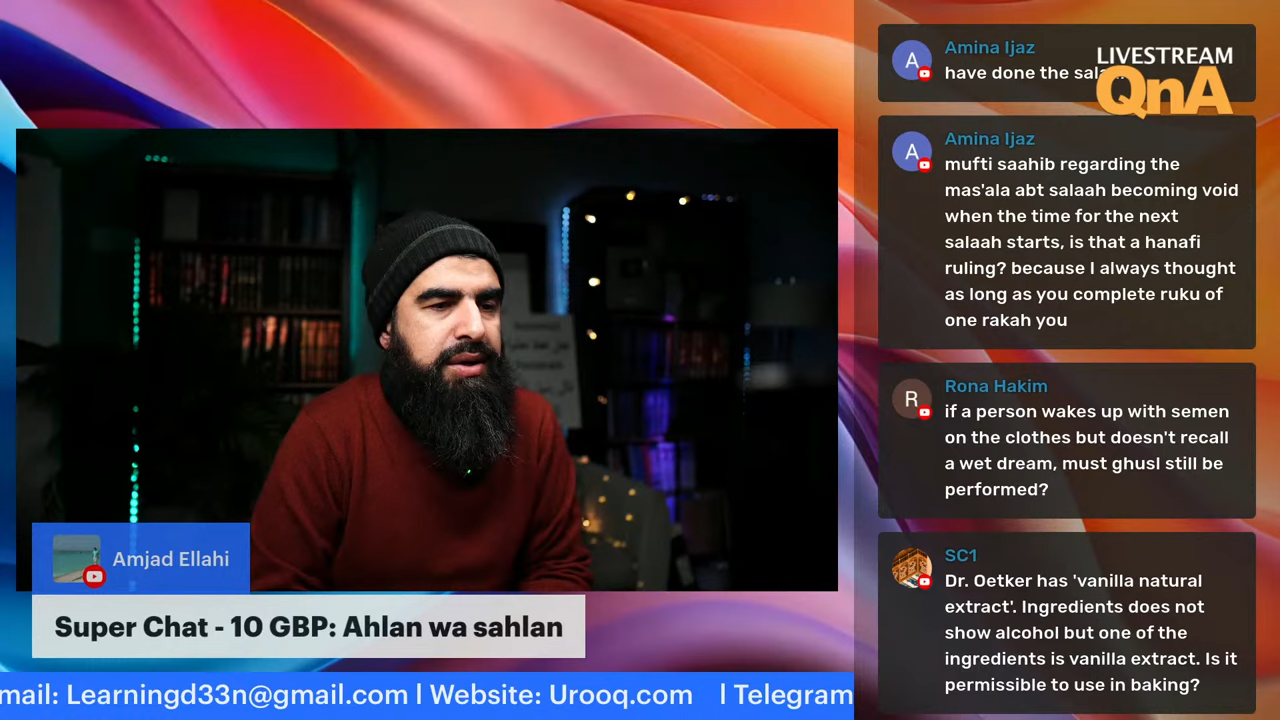 Amina Ijaz
have done the
LIVESTREAM
QnA
A
Amina Ijaz
A
mufti saahib regarding the
mas'ala abt salaah becoming void
when the time for the next
salaah starts, is that a hanafi
ruling? because I always thought
as long as you complete ruku of
one rakah you
Rona Hakim
R
if a person wakes up with semen
on the clothes but doesn't recall
a wet dream, must ghusl still be
performed?
SC1
Dr. Oetker has 'vanilla natural
extract'. Ingredients does not
show alcohol but one of the
ingredients is vanilla extract. Is it
permissible to use in baking?
Amjad Ellahi
Super Chat - 10 GBP: Ahlan wa sahlan
mail: Learningd33n@gmail.com l Website: Urooq.com l Telegram